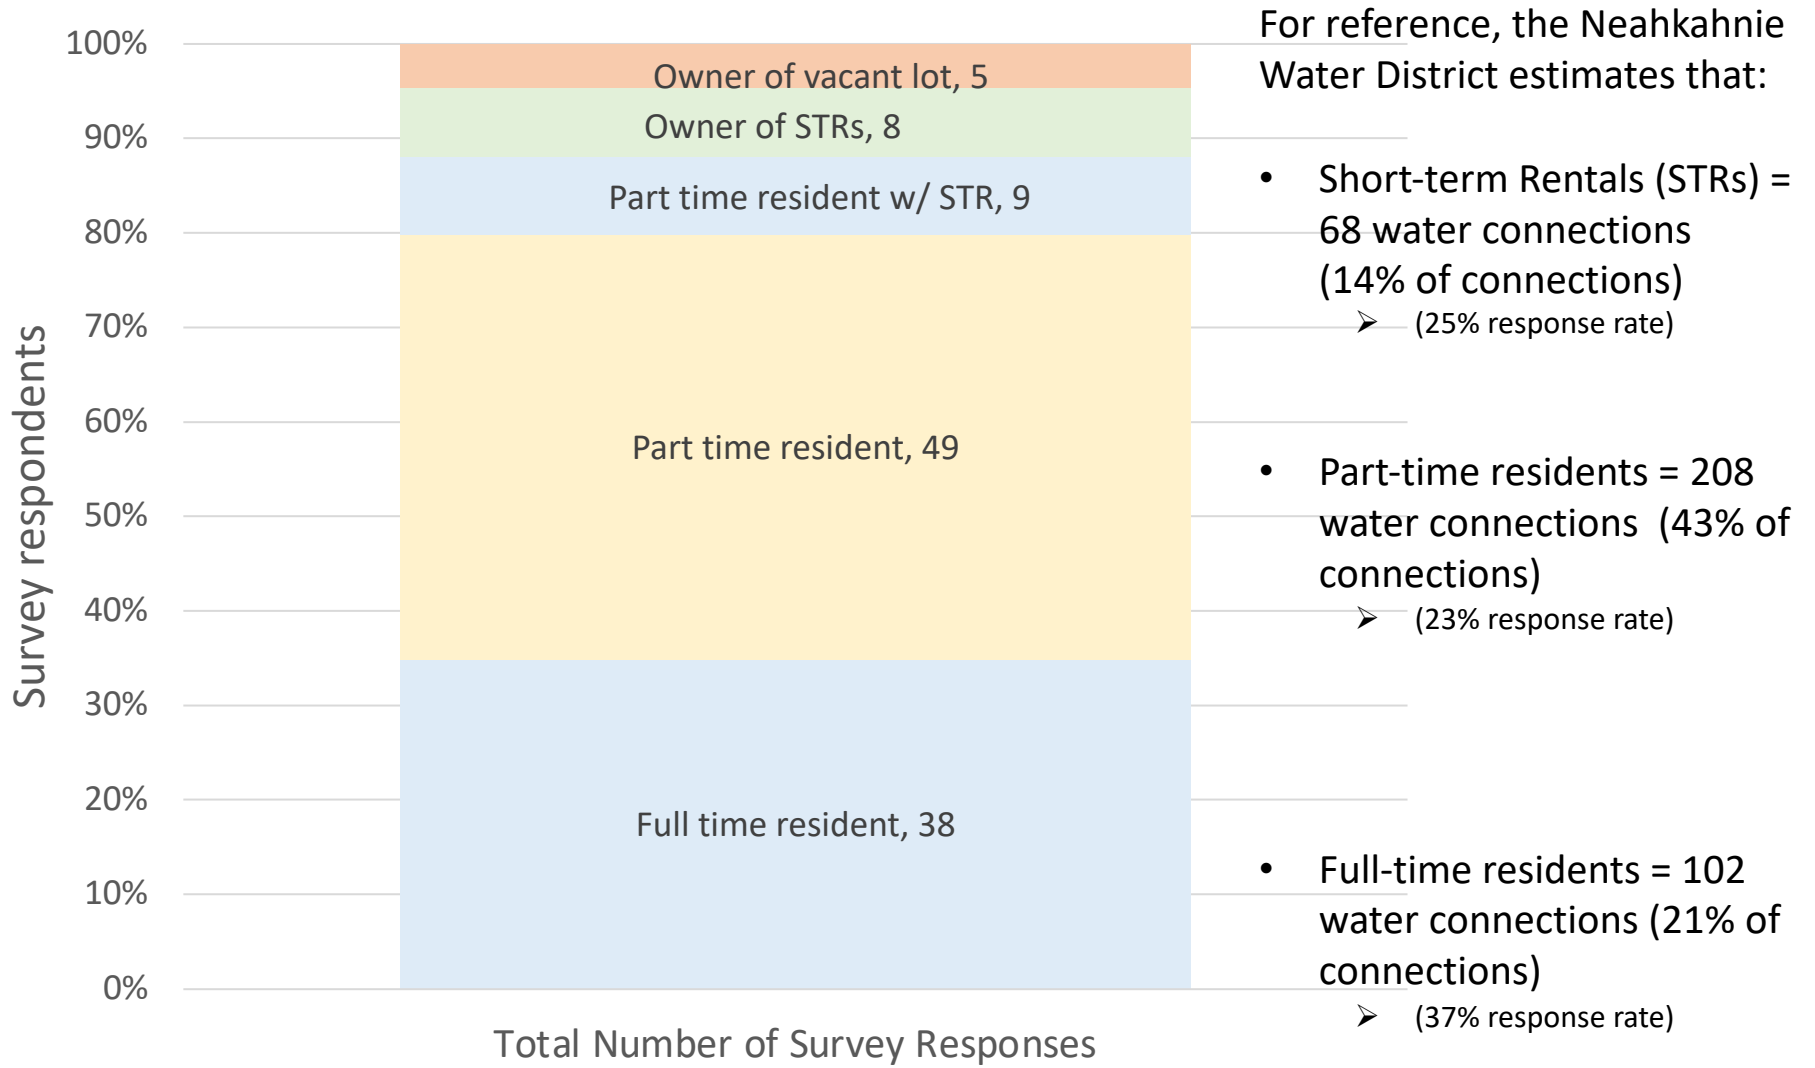 Survey respondents
100%
90%
80%
70%
60%
50%
40%
30%
20%
10%
0%
Owner of vacant lot, 5
Owner of STRs, 8
Part time resident w/ STR, 9
Part time resident, 49
Full time resident, 38
Total Number of Survey Responses
For reference, the Neahkahnie
Water District estimates that:
• Short-term Rentals (STRs) =
68 water connections
(14% of connections)
➢ (25% response rate)
• Part-time residents = 208
water connections (43% of
connections)
➢ (23% response rate)
• Full-time residents = 102
water connections (21% of
connections)
➢ (37% response rate)